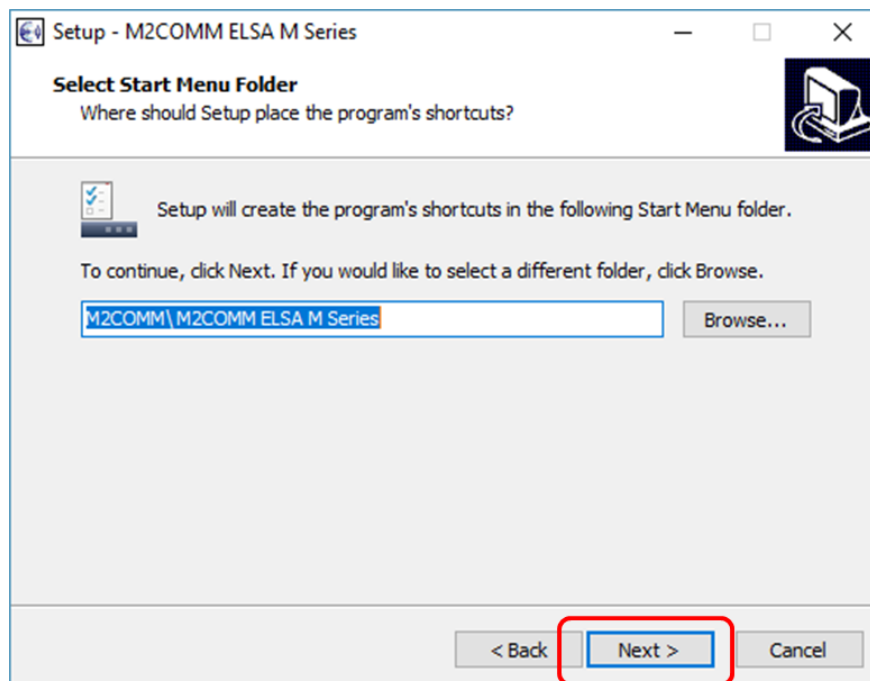 Setup - M2COMM ELSA M Series
Select Start Menu Folder
Where should Setup place the program's shortcuts?
Setup will create the program's shortcuts in the following Start Menu folder.
To continue, click Next. If you would like to select a different folder, click Browse.
M2COMM\M2COMM ELSA M Series
Browse...
< Back
Next >
Cancel